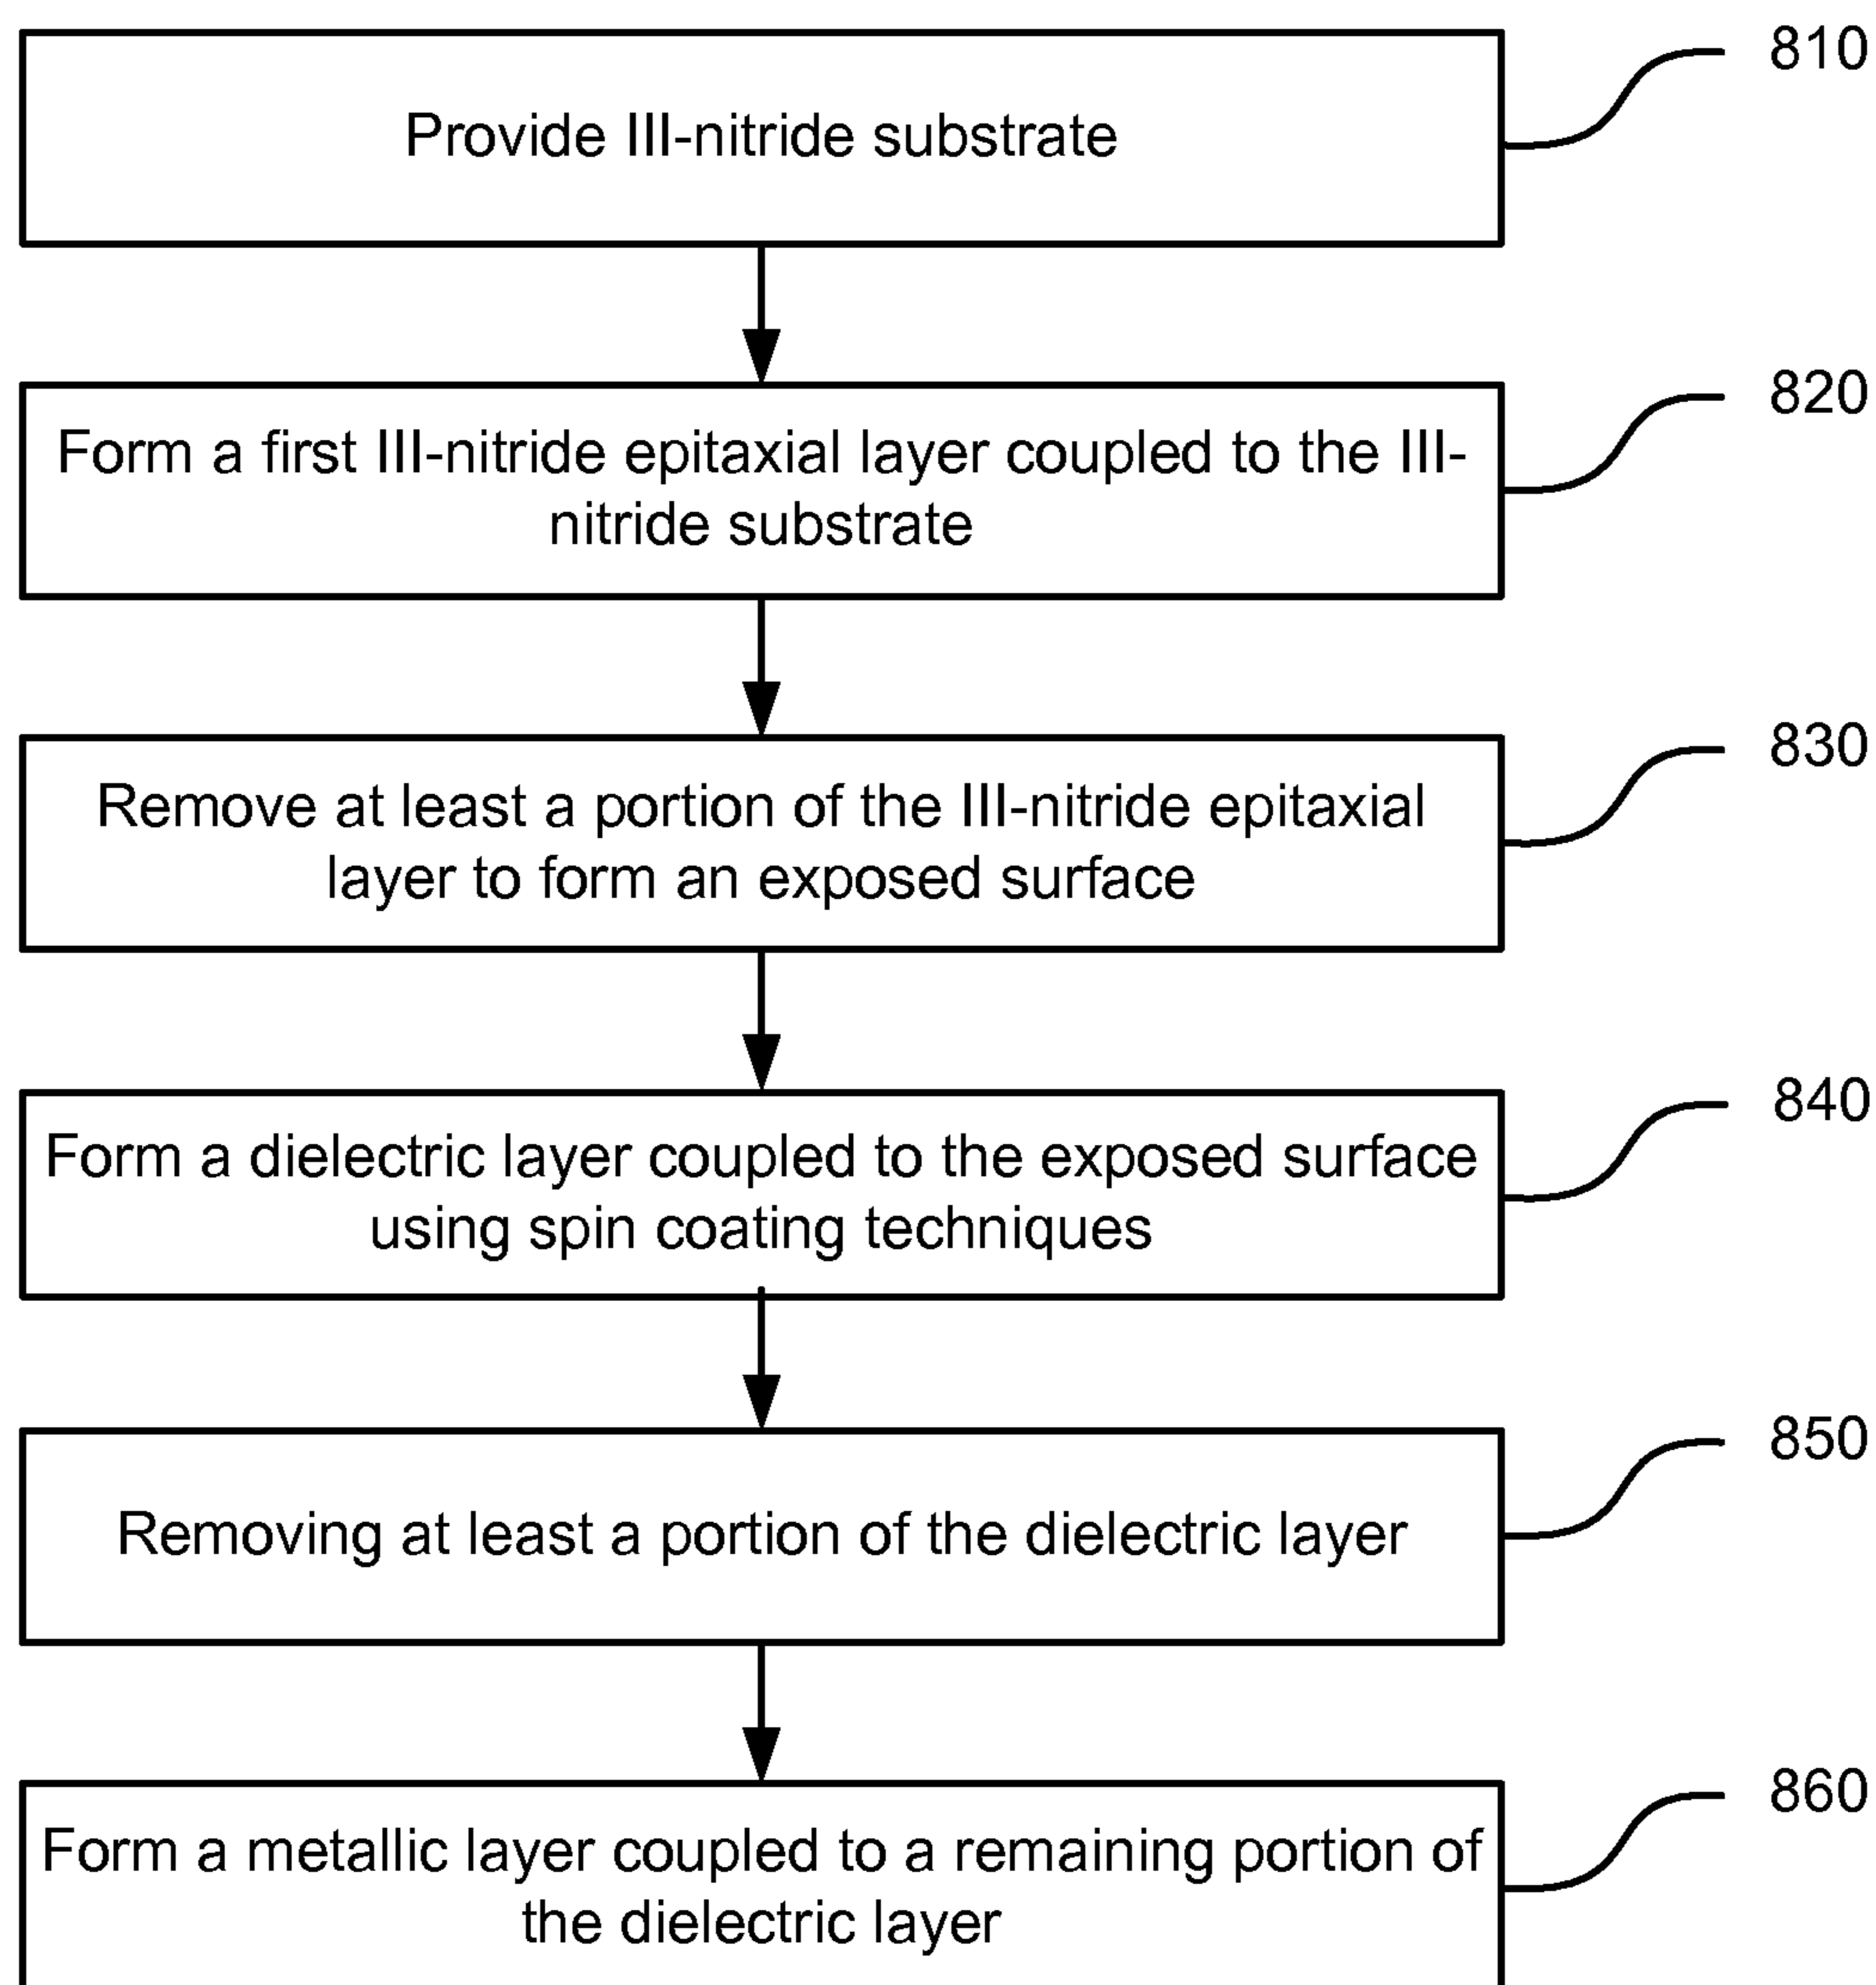 810
Provide III-nitride substrate
820
Form a first III-nitride epitaxial layer coupled to the III-
nitride substrate
830
Remove at least a portion of the III-nitride epitaxial
layer to form an exposed surface
840
Form a dielectric layer coupled to the exposed surface
using spin coating techniques
850
Removing at least a portion of the dielectric layer
860
Form a metallic layer coupled to a remaining portion of
the dielectric layer